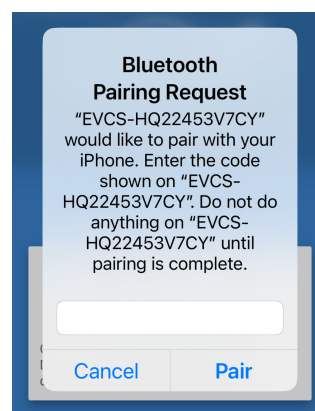 Bluetooth
Pairing Request
“EVCS-HQ22453V7CY”
would like to pair with your
iPhone. Enter the code
shown on “EVCS-
HQ22453V7CY”. Do not do
anything on “EVCS-
HQ22453V7CY” until
pairing is complete.
Cancel Pair